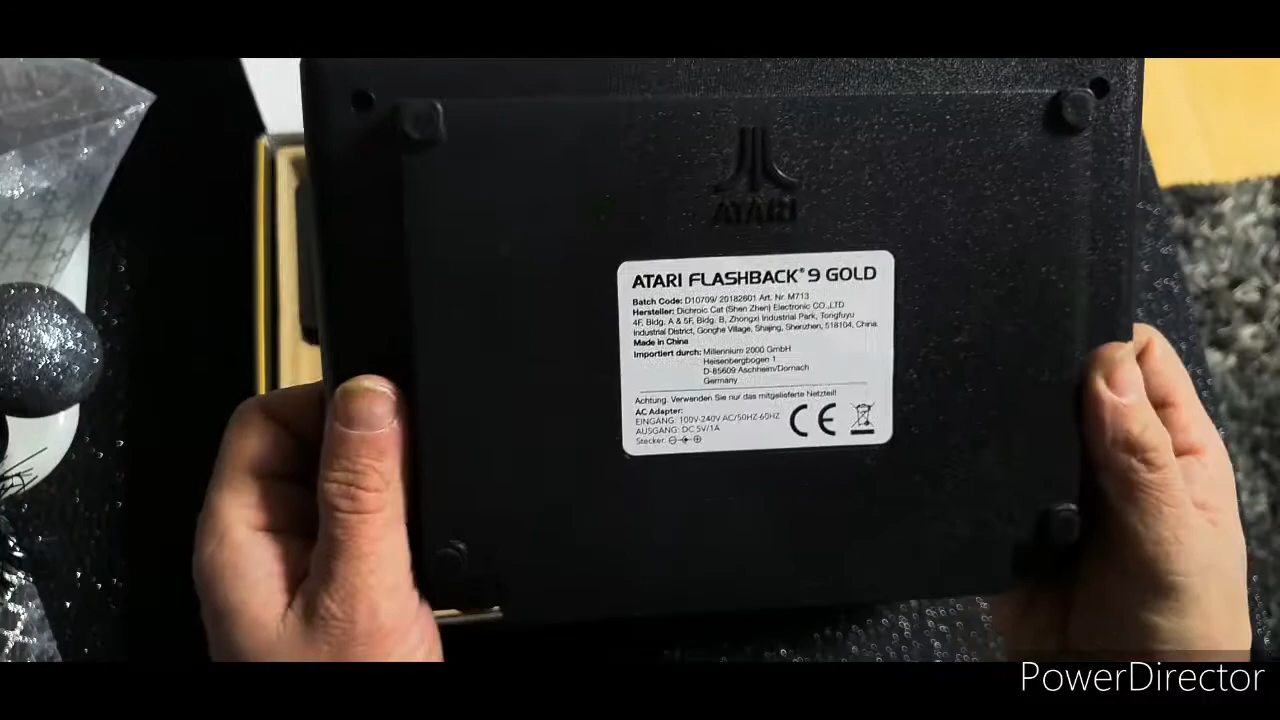 ATARI
ATARI FLASHBACK® 9 GOLD
Batch Code: D10709/ 20182601 Art. Nr. M713
Hersteller: Dichroic Cat (Shen Zhen) Electronic CO.,LTD
4F, Bldg. A & 5F, Bldg. B, Zhongxi Industrial Park, Tongfuyu
Industrial District, Gonghe Village, Shajing, Shenzhen, 518104, China.
Made in China
Importiert durch: Millennium 2000 GmbH
Heisenbergbogen 1
D-85609 Aschheim/Dornach
Germany
Achtung. Verwenden Sie nur das mitgelieferte Netzteil!
AC Adapter:
EINGANG: 100V-240V AC/50HZ-60HZ
AUSGANG: DC 5V/1A
Stecker:
CE
PowerDirector